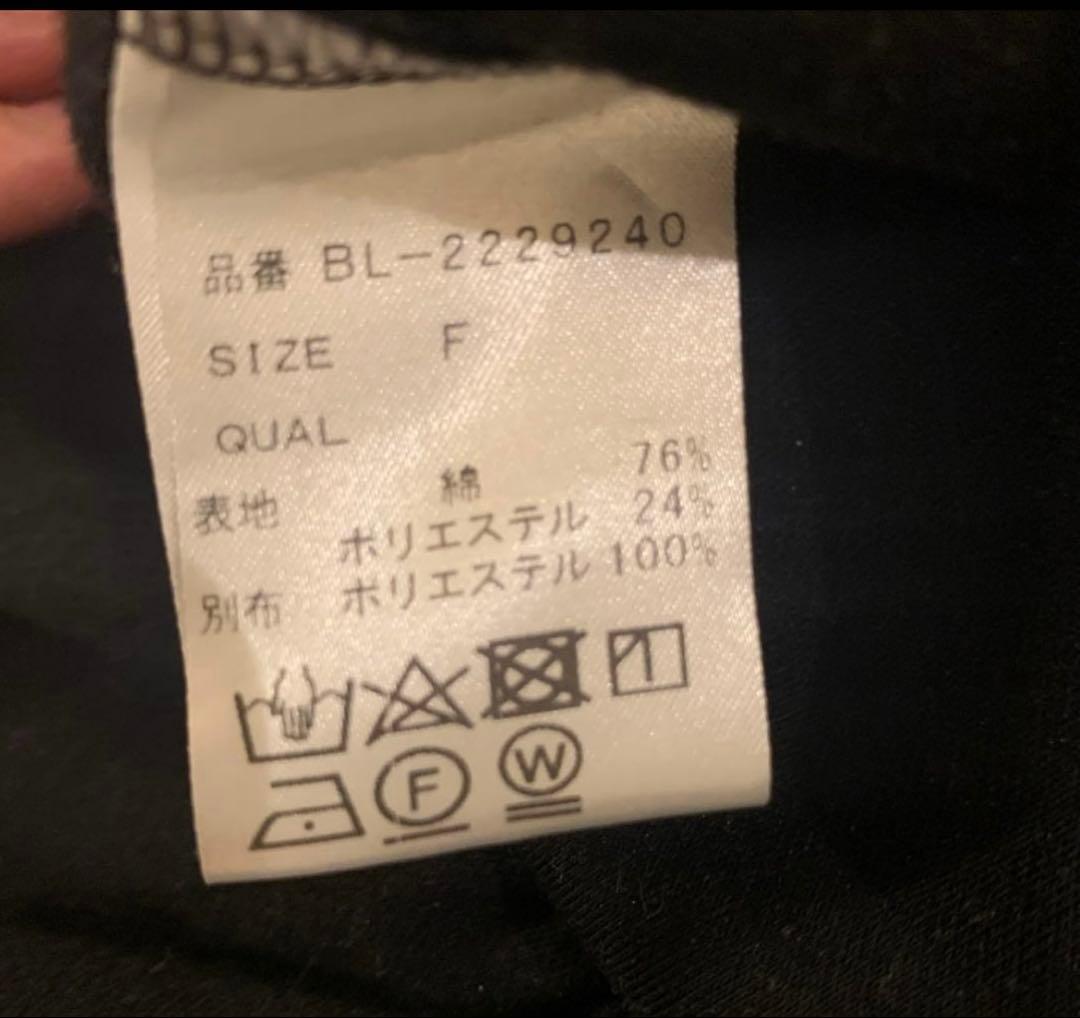 品番 BL-2229240
SIZE F
QUAL
表地 綿 76%
ポリエステル 24%
別布 ポリエステル 100%
F W